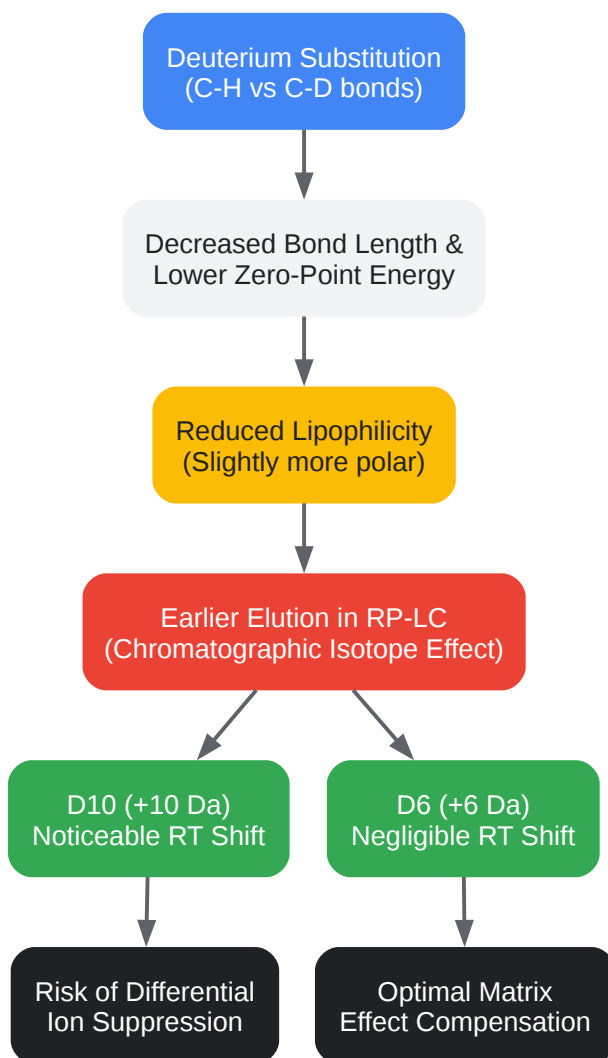 Deuterium Substitution
(C-H vs C-D bonds)
Decreased Bond Length &
Lower Zero-Point Energy
Reduced Lipophilicity
(Slightly more polar)
Earlier Elution in RP-LC
(Chromatographic Isotope Effect)
D10 (+10 Da)
Noticeable RT Shift
D6 (+6 Da)
Negligible RT Shift
Risk of Differential
Ion Suppression
Optimal Matrix
Effect Compensation